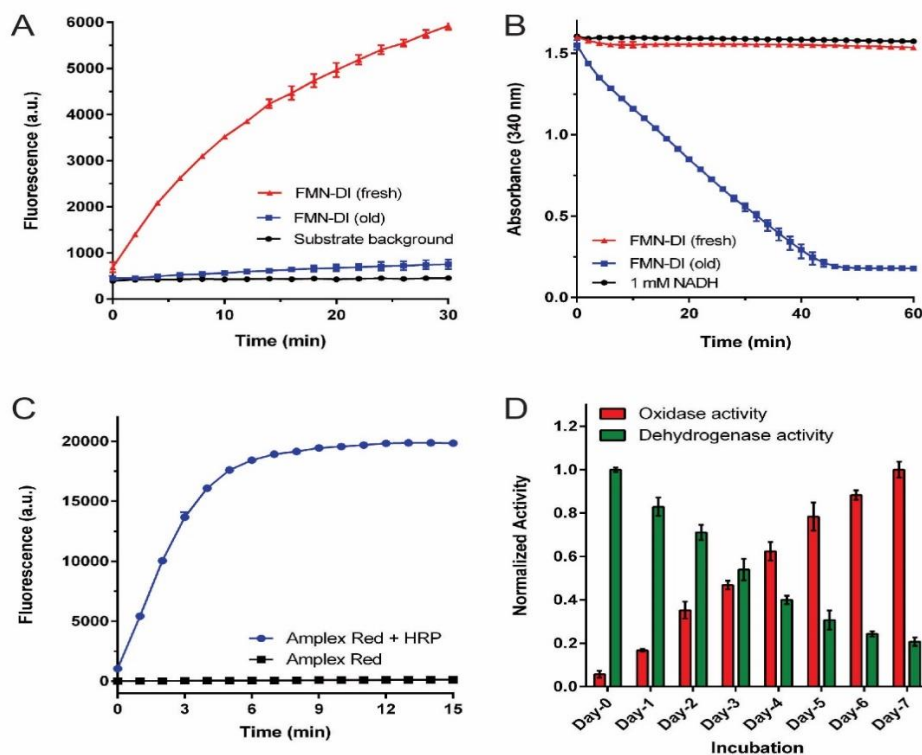 A
Fluorescence (a.u.)
6000
5000
4000
3000
2000
1000
0
FMN-DI (fresh)
FMN-DI (old)
Substrate background
0 10 20 30
Time (min)
B
Absorbance (340 nm)
1.5
1.0
0.5
0.0
FMN-DI (fresh)
FMN-DI (old)
1 mM NADH
0 20 40 60
Time (min)
C
Fluorescence (a.u.)
20000
15000
10000
5000
0
Amplex Red + HRP
Amplex Red
0 3 6 9 12 15
Time (min)
D
Oxidase activity
Dehydrogenase activity
Normalized Activity
1.2
1.0
0.8
0.6
0.4
0.2
0.0
Day-0 Day-1 Day-2 Day-3 Day-4 Day-5 Day-6 Day-7
Incubation